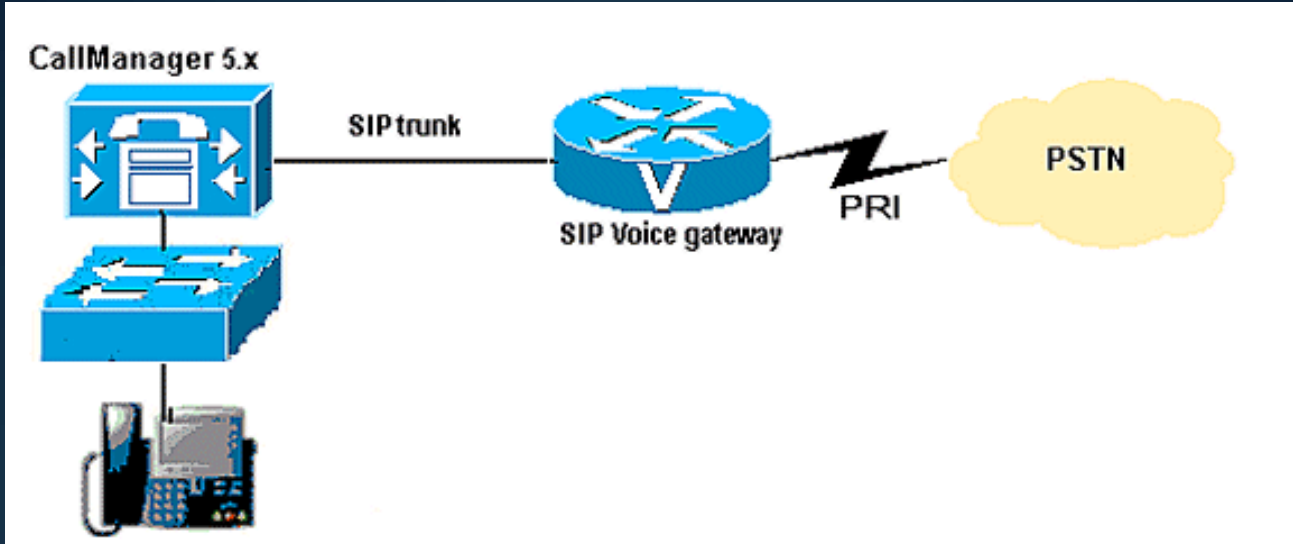 CallManager 5.x
SIP trunk
SIP Voice gateway
PRI
PSTN